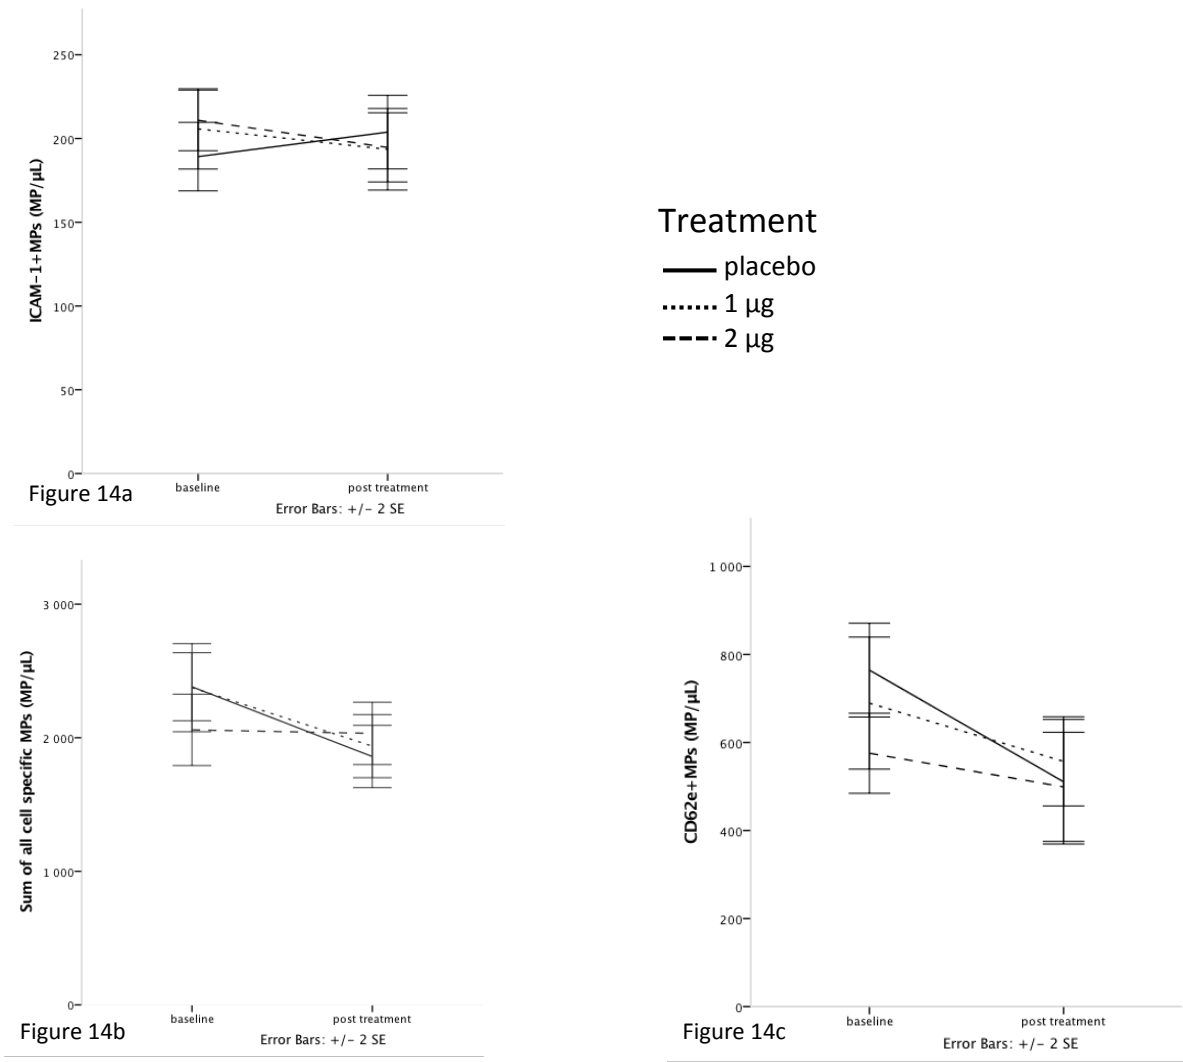 250
200
150
100
50
0
ICAM-1+MPs (MP/µL)
baseline
post treatment
Error Bars: +/- 2 SE
Figure 14a
Treatment
placebo
1 µg
2 µg
3 000
2 000
1 000
0
Sum of all cell specific MPs (MP/µL)
baseline
post treatment
Error Bars: +/- 2 SE
Figure 14b
1 000
800
600
400
200
0
CD62e+MPs (MP/µL)
baseline
post treatment
Error Bars: +/- 2 SE
Figure 14c